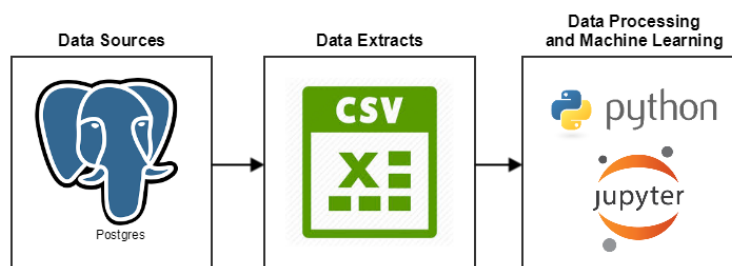 Data Sources
Data Extracts
Data Processing
and Machine Learning
Postgres
CSV
X
python
jupyter